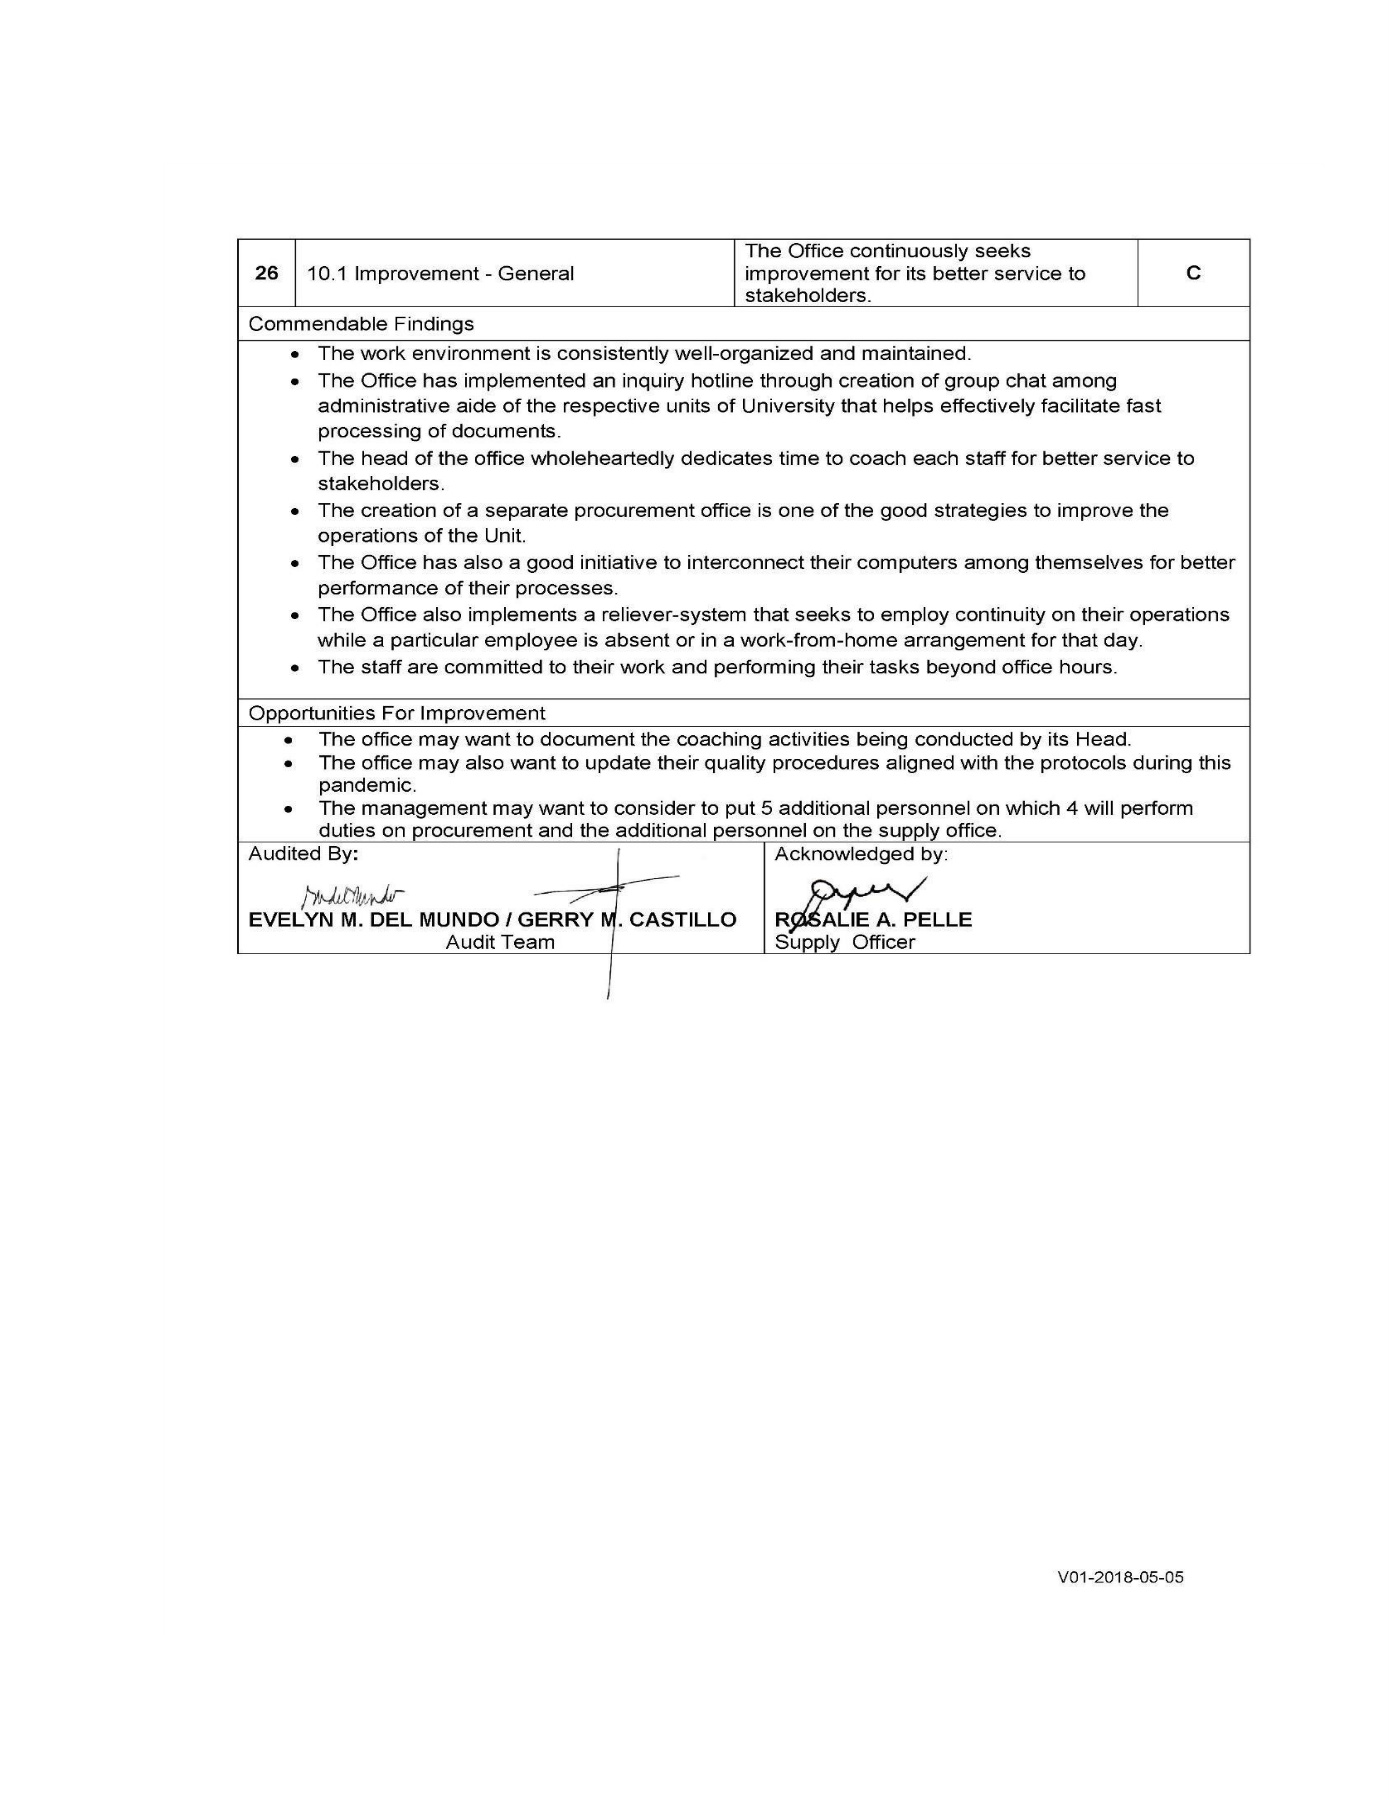 26 10.1 Improvement - General The Office continuously seeks
improvement for its better service to
stakeholders. C
Commendable Findings
• The work environment is consistently well-organized and maintained.
• The Office has implemented an inquiry hotline through creation of group chat among
administrative aide of the respective units of University that helps effectively facilitate fast
processing of documents.
• The head of the office wholeheartedly dedicates time to coach each staff for better service to
stakeholders.
• The creation of a separate procurement office is one of the good strategies to improve the
operations of the Unit.
• The Office has also a good initiative to interconnect their computers among themselves for better
performance of their processes.
• The Office also implements a reliever-system that seeks to employ continuity on their operations
while a particular employee is absent or in a work-from-home arrangement for that day.
• The staff are committed to their work and performing their tasks beyond office hours.
Opportunities For Improvement
• The office may want to document the coaching activities being conducted by its Head.
• The office may also want to update their quality procedures aligned with the protocols during this
pandemic.
• The management may want to consider to put 5 additional personnel on which 4 will perform
duties on procurement and the additional personnel on the supply office.
Audited By:
EVELYN M. DEL MUNDO / GERRY M. CASTILLO
Audit Team
Acknowledged by:
ROSALIE A. PELLE
Supply Officer
V01-2018-05-05